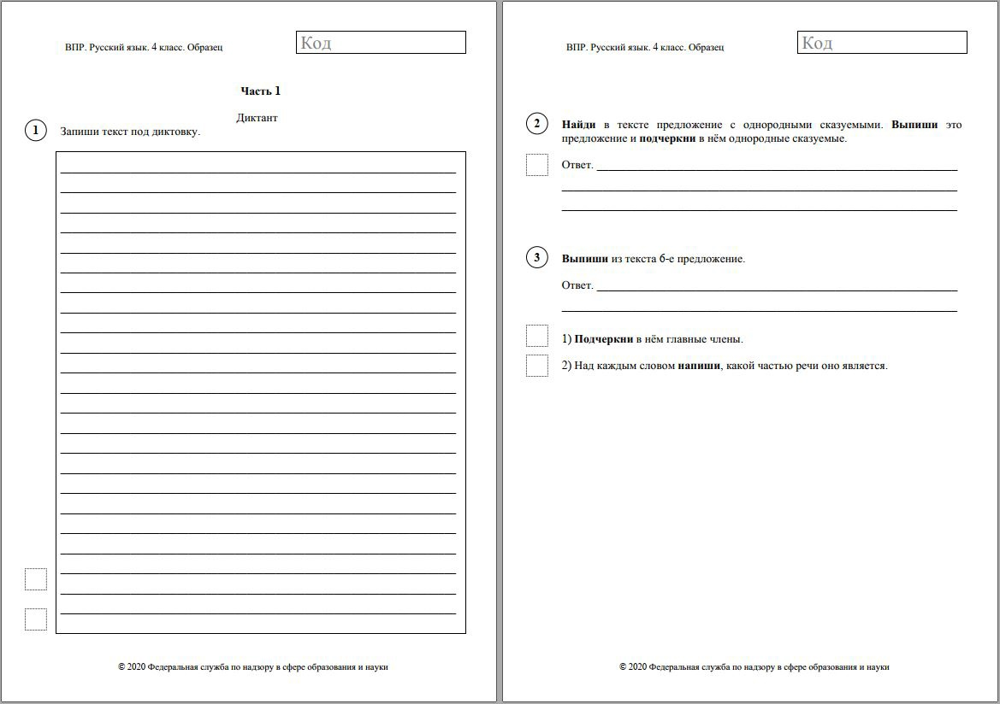 ВПР. Русский язык. 4 класс. Образец
Код
Часть 1
Диктант
1
Запиши текст под диктовку.
© 2020 Федеральная служба по надзору в сфере образования и науки
ВПР. Русский язык. 4 класс. Образец
Код
2
Найди в тексте предложение с однородными сказуемыми. Выпиши это
предложение и подчеркни в нём однородные сказуемые.
Ответ.
3
Выпиши из текста 6-е предложение.
Ответ.
1) Подчеркни в нём главные члены.
2) Над каждым словом напиши, какой частью речи оно является.
© 2020 Федеральная служба по надзору в сфере образования и науки